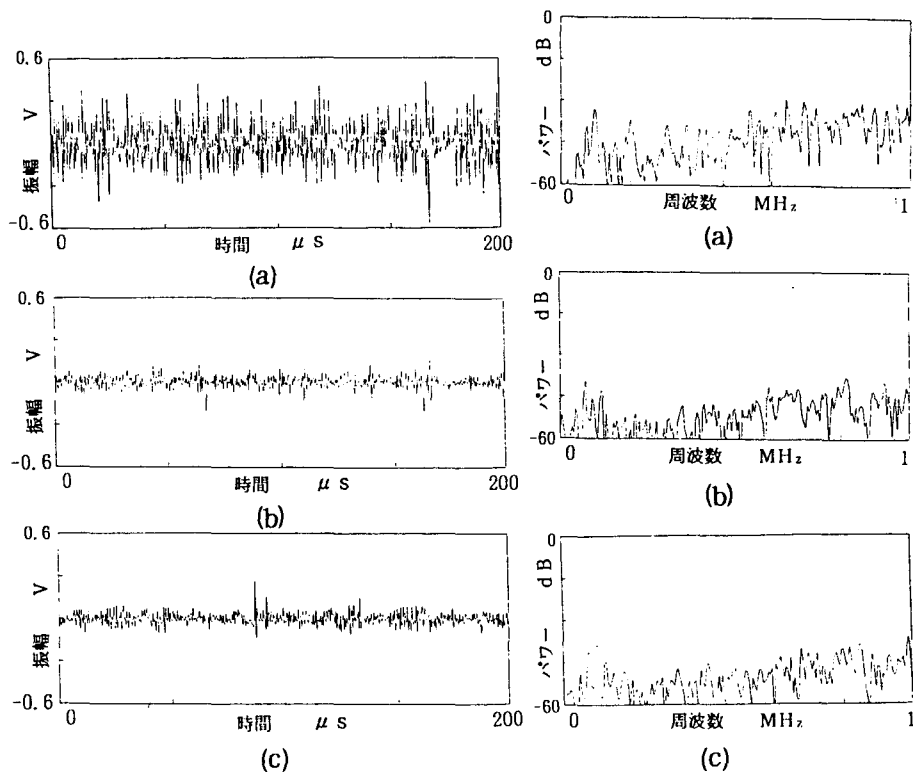 0.6
V
振幅
-0.6
0
時間 μs
200
(a)
0
dB
パワー
-60
0
周波数 MHz
1
(a)
0.6
V
振幅
-0.6
0
時間 μs
200
(b)
0
dB
パワー
-60
0
周波数 MHz
1
(b)
0.6
V
振幅
-0.6
0
時間 μs
200
(c)
0
dB
パワー
-60
0
周波数 MHz
1
(c)